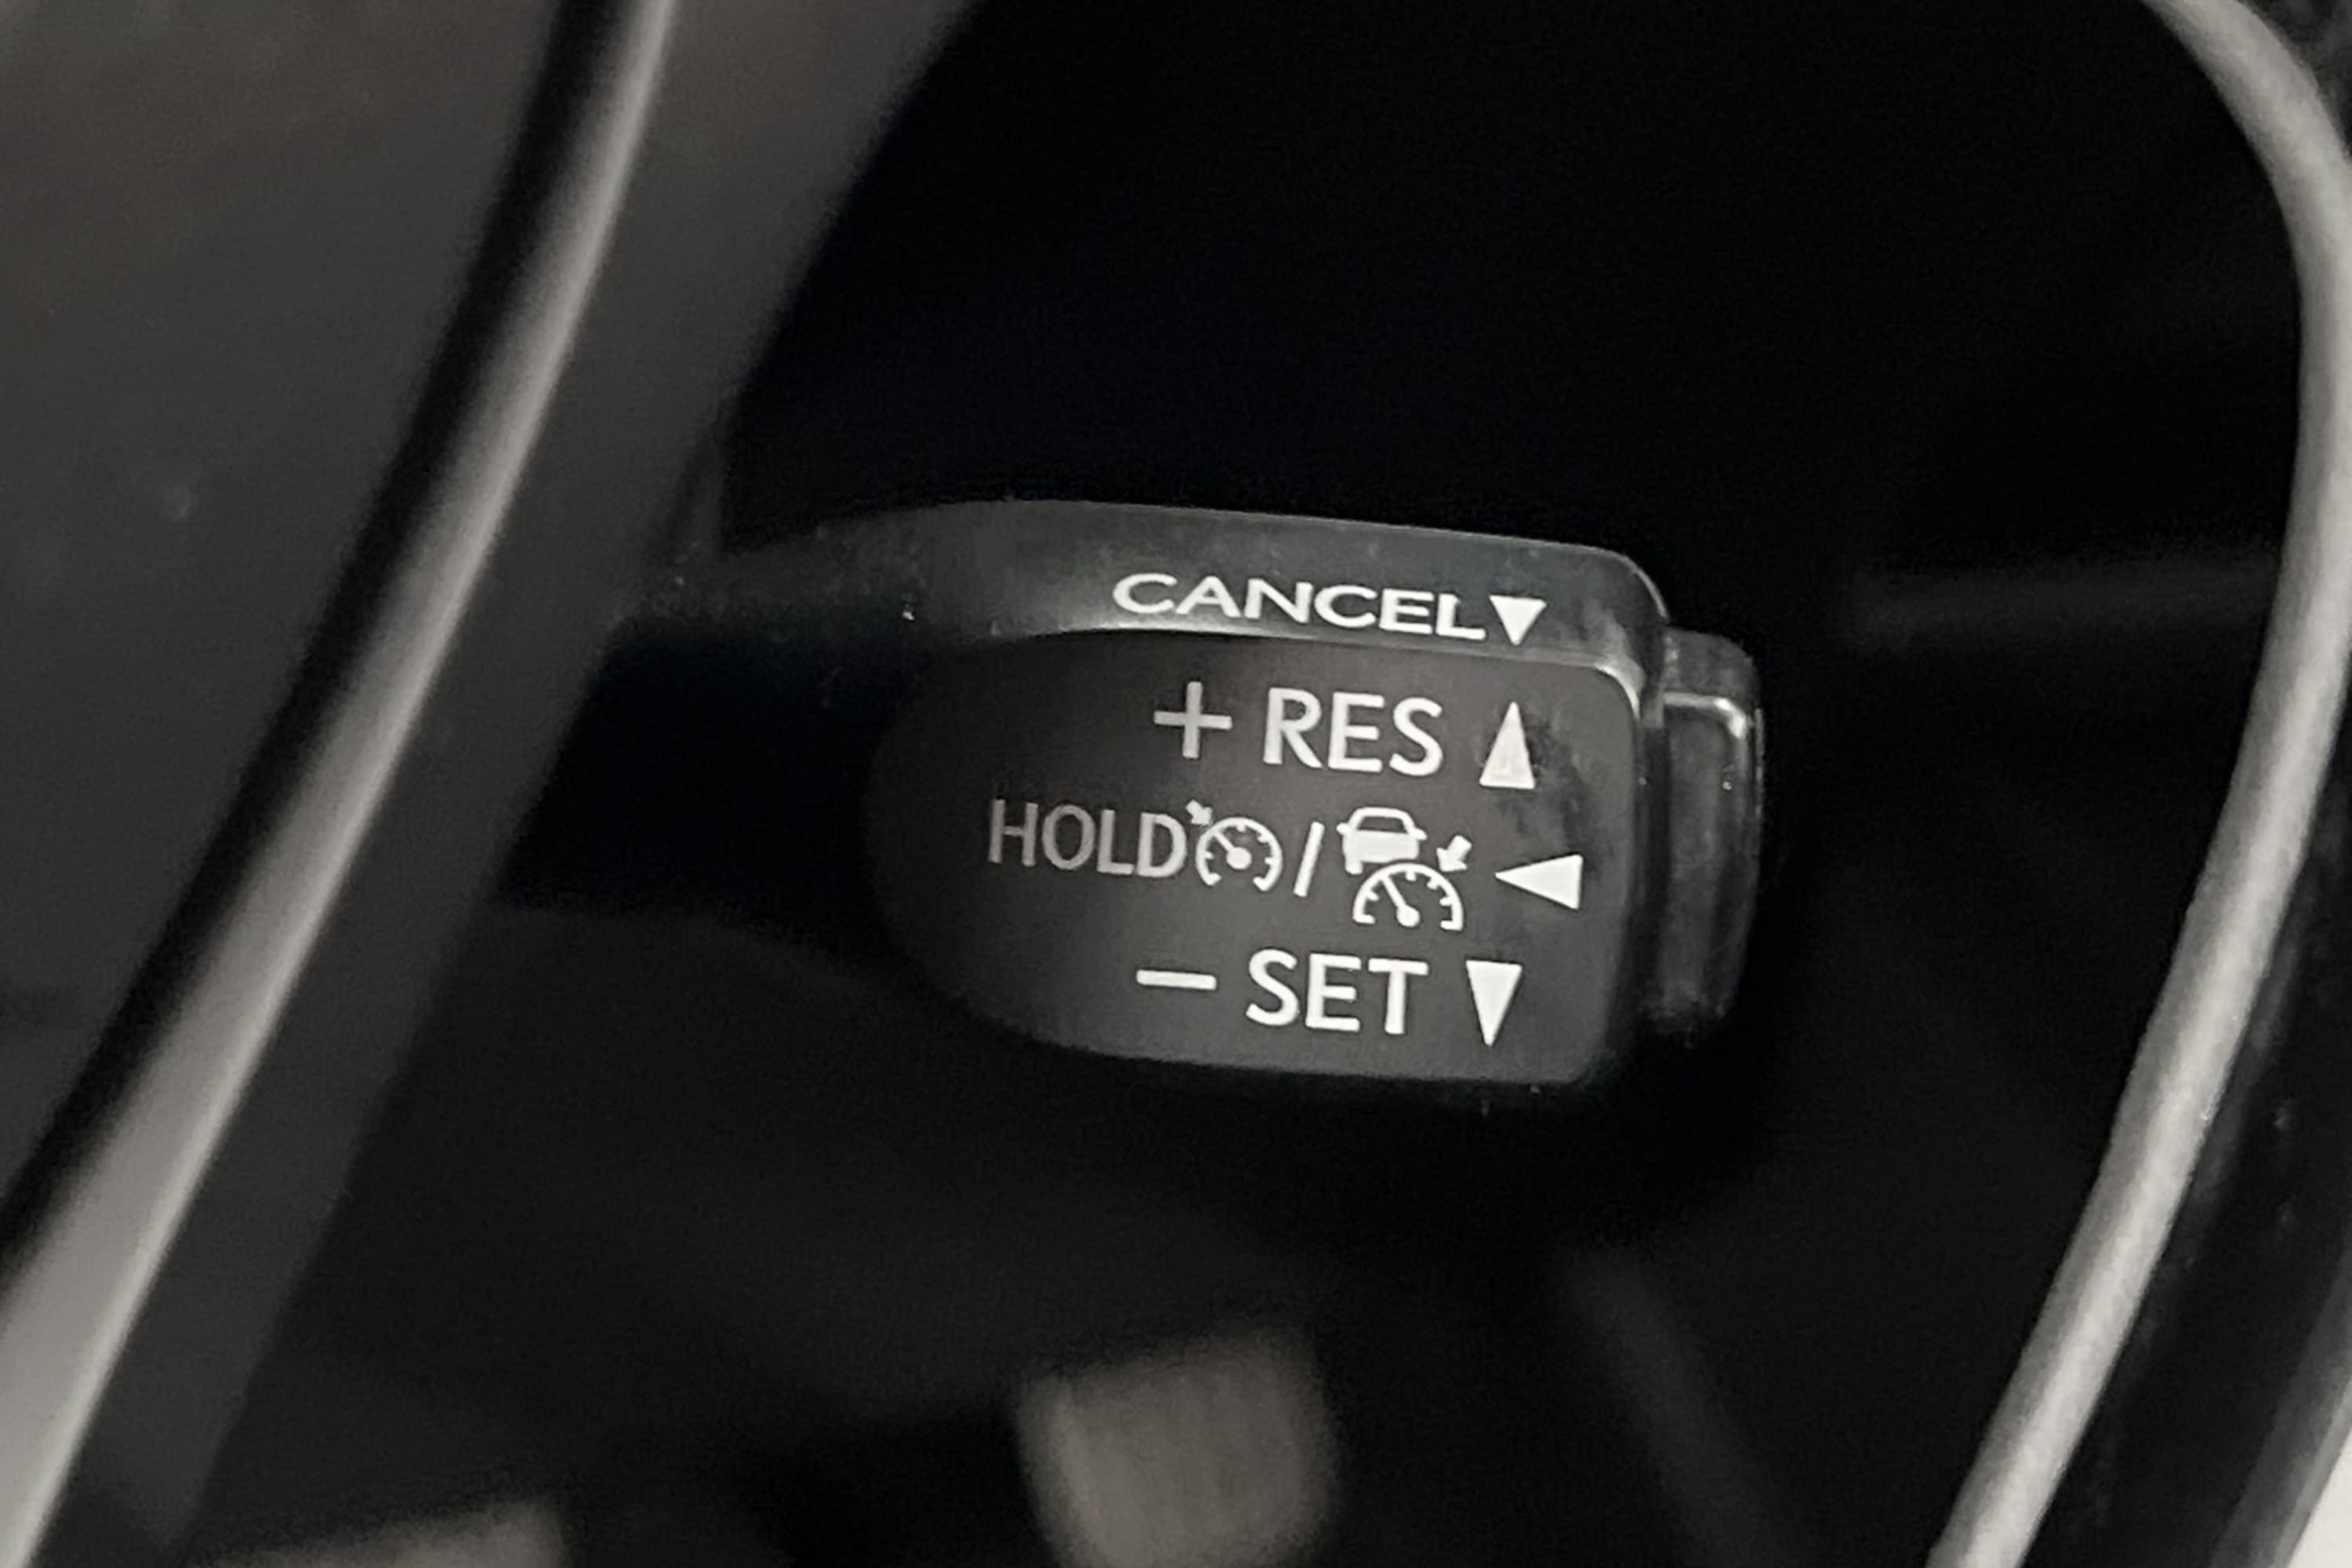 CANCEL▼
+ RES ▲
HOLD / ◀
− SET ▼